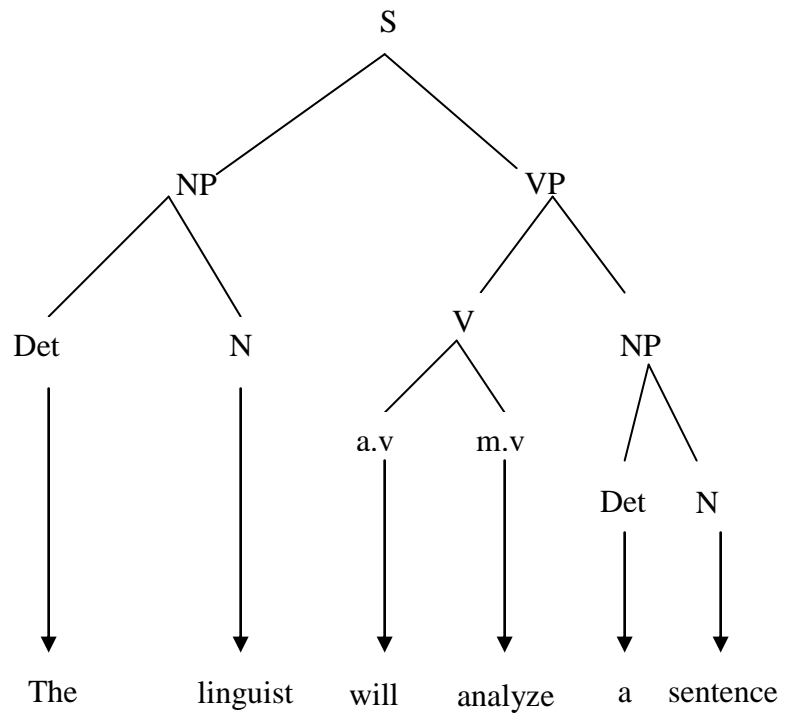 S
NP VP
V
Det N NP
a.v m.v
Det N
The linguist will analyze a sentence